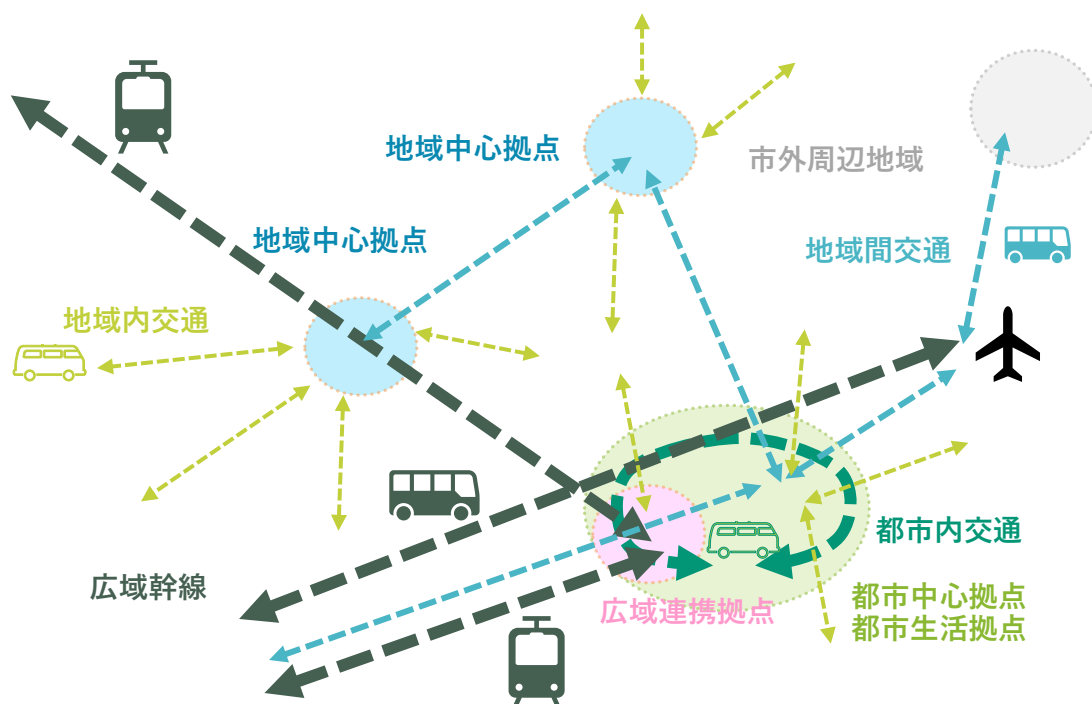 地域中心拠点
市外周辺地域
地域中心拠点
地域間交通
地域内交通
都市内交通
広域幹線
広域連携拠点
都市中心拠点
都市生活拠点